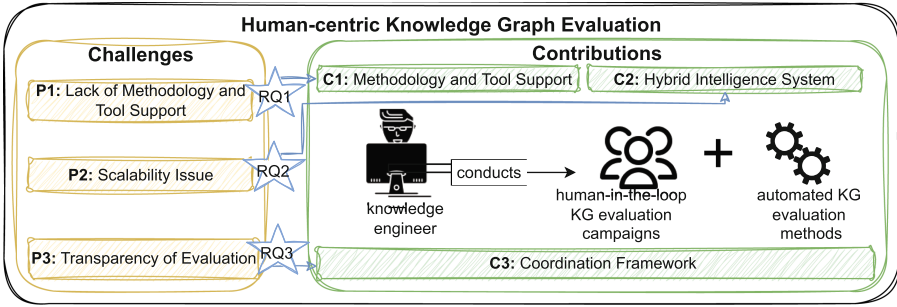 Human-centric Knowledge Graph Evaluation
Challenges
P1: Lack of Methodology and
Tool Support
P2: Scalability Issue
P3: Transparency of Evaluation
RQ1
RQ2
RQ3
Contributions
C1: Methodology and Tool Support
C2: Hybrid Intelligence System
knowledge
engineer
conducts
human-in-the-loop
KG evaluation
campaigns
+
automated KG
evaluation
methods
C3: Coordination Framework